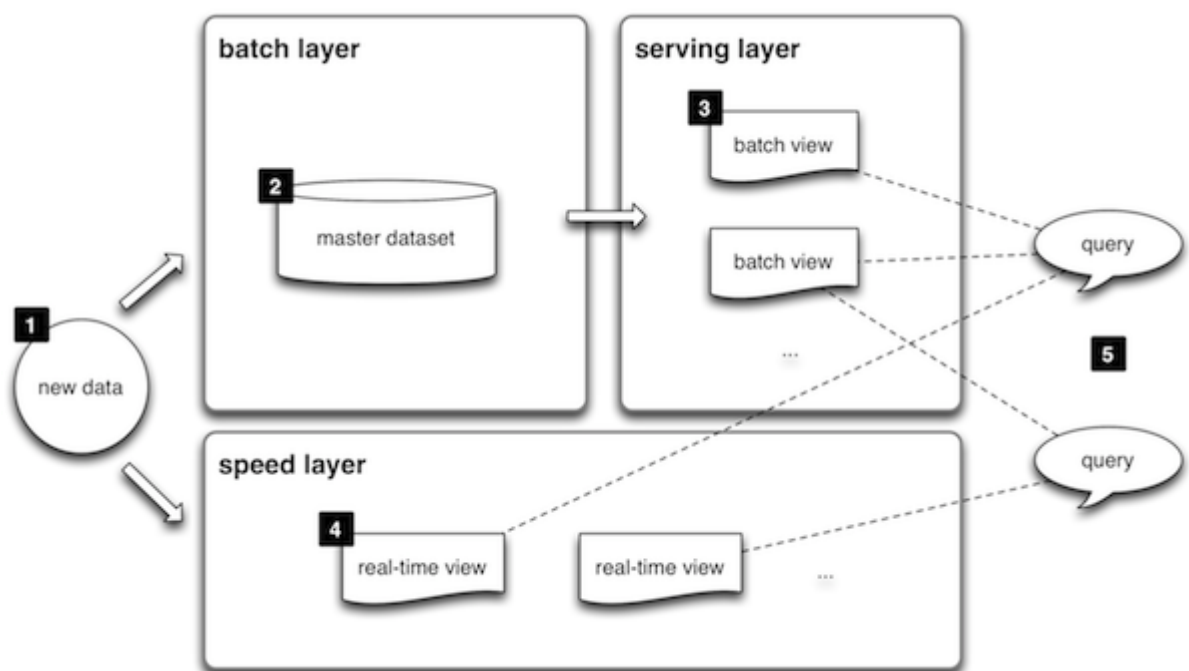 batch layer
serving layer
3
batch view
2
master dataset
query
batch view
1
new data
...
5
speed layer
query
4
real-time view
real-time view
...